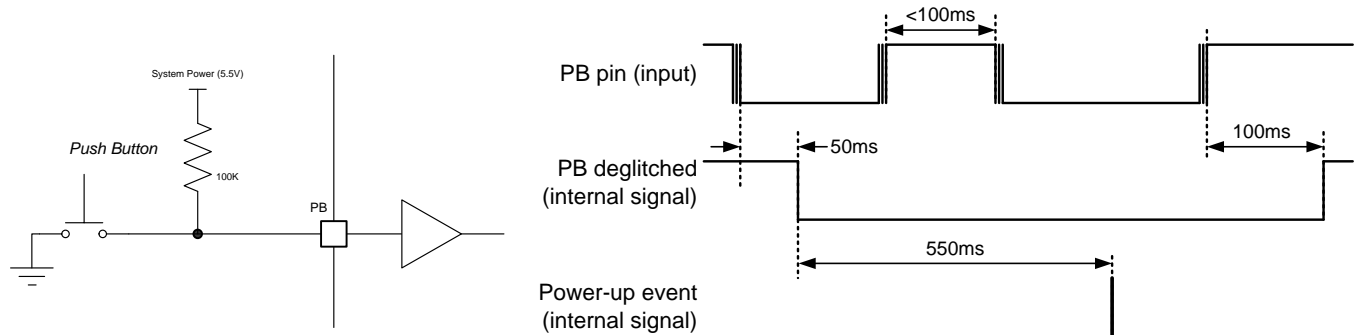 System Power (5.5V)
Push Button
100K
PB
<100ms
PB pin (input)
50ms
100ms
PB deglitched
(internal signal)
550ms
Power-up event
(internal signal)